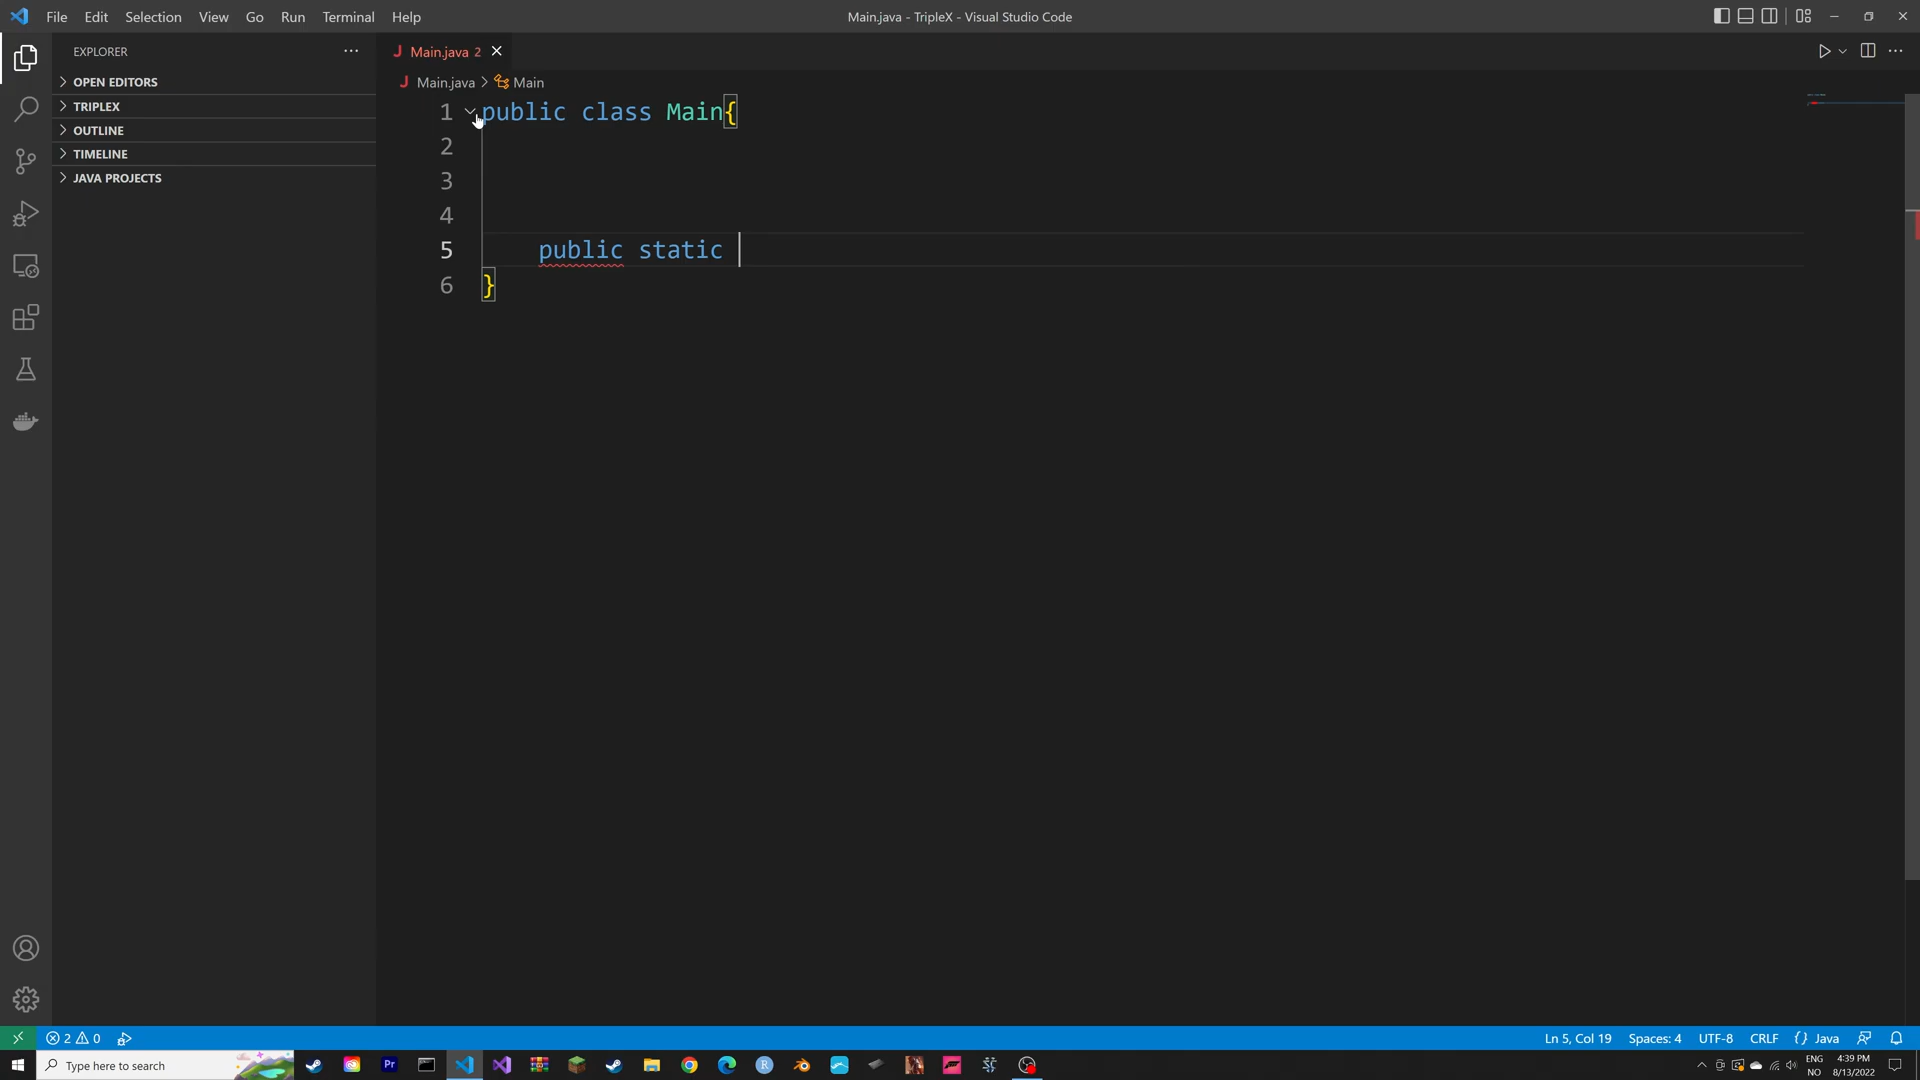 File Edit Selection View Go Run Terminal Help
Main.java - TripleX - Visual Studio Code
EXPLORER
OPEN EDITORS
TRIPLEX
OUTLINE
TIMELINE
JAVA PROJECTS
Main.java 2
Main.java > Main
1 public class Main{
2
3
4
5 public static
6 }
2 0
Ln 5, Col 19 Spaces: 4 UTF-8 CRLF {} Java
Type here to search
Pr
R
ENG
NO
4:39 PM
8/13/2022